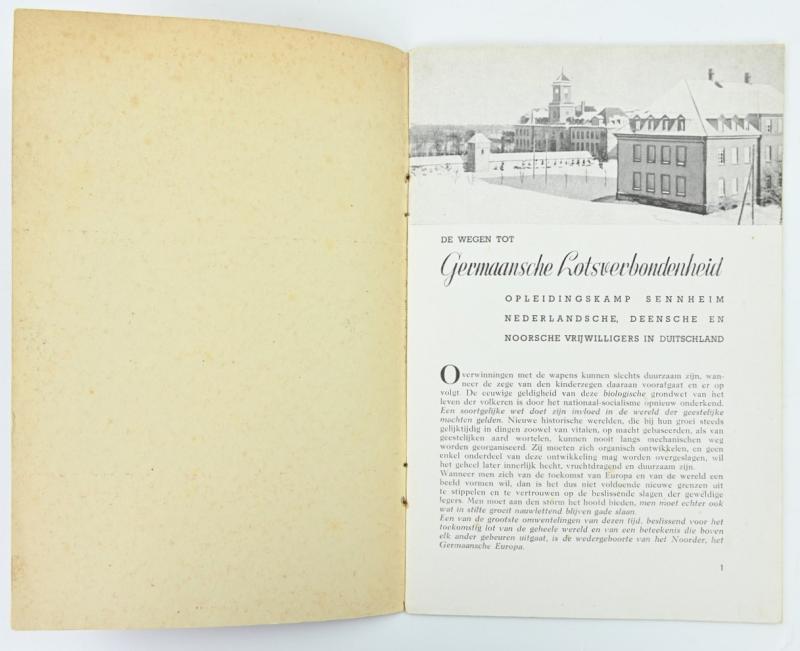 DE WEGEN TOT
Germaansche Lotsverbondenheid
OPLEIDINGSKAMP SENNHEIM
NEDERLANDSCHE, DEENSCHE EN
NOORSCHE VRIJWILLIGERS IN DUITSCHLAND
Overwinningen met de wapens kunnen slechts duurzaam zijn, wan-
neer de zege van den kinderzegen daaraan voorafgaat en er op
volgt. De eeuwige geldigheid van deze biologische grondwet van het
leven der volkeren is door het nationaal-socialisme opnieuw onderkend.
Een soortgelijke wet doet zijn invloed in de wereld der geestelijke
machten gelden. Nieuwe historische werelden, die bij hun groei steeds
gelijktijdig in dingen zoowel van vitalen, op macht gebaseerden, als van
geestelijken aard wortelen, kunnen nooit langs mechanischen weg
worden georganiseerd. Zij moeten zich organisch ontwikkelen, en geen
enkel onderdeel van deze ontwikkeling mag worden overgeslagen, wil
het geheel later innerlijk hecht, vruchtdragend en duurzaam zijn.
Wanneer men zich van de toekomst van Europa en van de wereld een
beeld vormen wil, dan is het dus niet voldoende nieuwe grenzen uit
te stippelen en te vertrouwen op de beslissende slagen der geweldige
legers. Men moet aan den storm het hoofd bieden, men moet echter ook
wat in stilte groeit nauwlettend blijven gade slaan.
Een van de grootste omwentelingen van dezen tijd, beslissend voor het
toekomstig lot van de geheele wereld en van een beteekenis die boven
elk ander gebeuren uitgaat, is de wedergeboorte van het Noorden, het
Germaansche Europa.
1